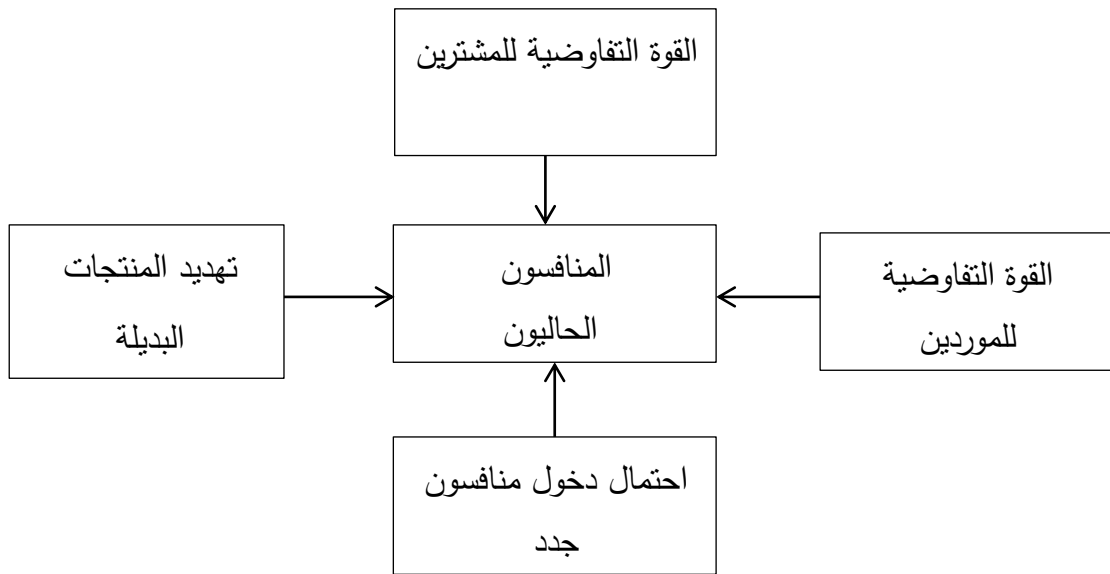 القوة التفاوضية للمشترين
القوة التفاوضية
للموردين
المنافسون
الحاليون
تهديد المنتجات
البديلة
احتمال دخول منافسون
جدد